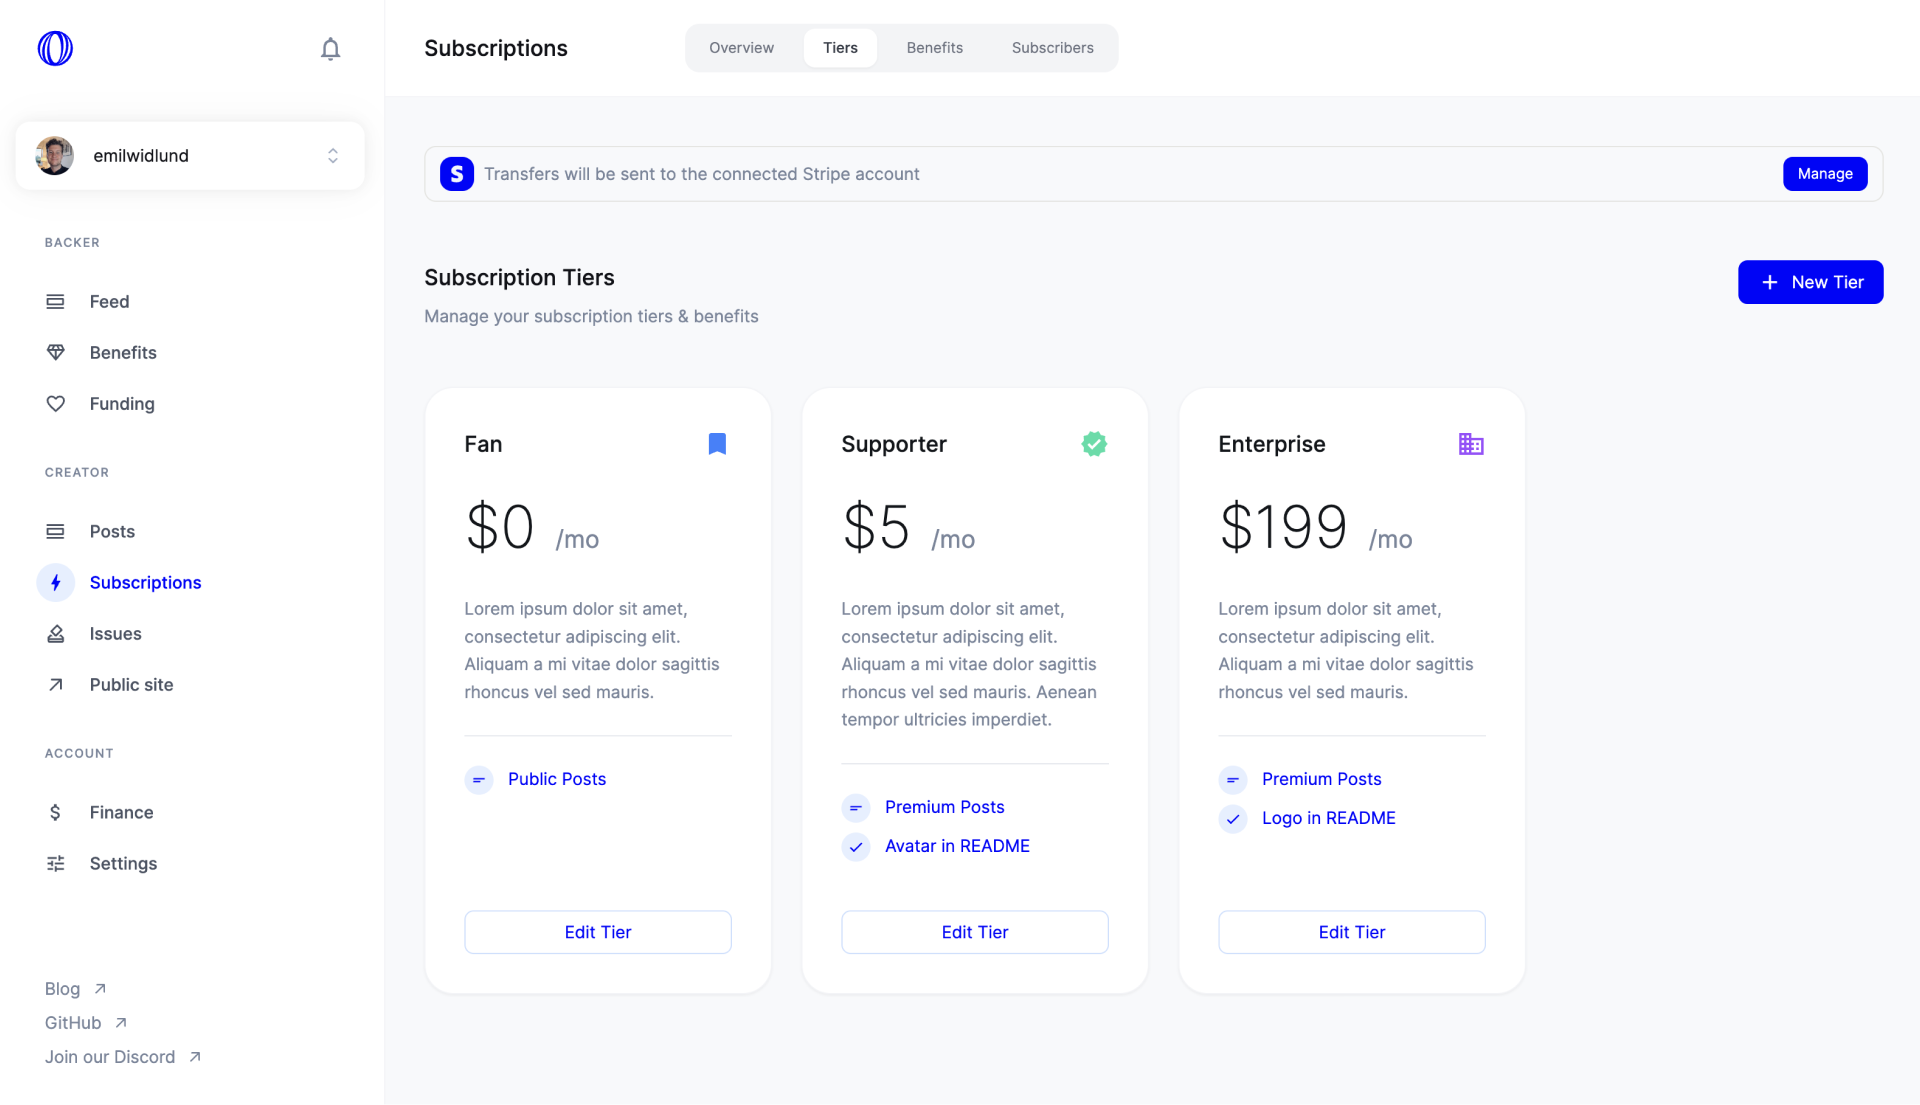 emilwidlund
BACKER
Feed
Benefits
Funding
CREATOR
Posts
Subscriptions
Issues
Public site
ACCOUNT
Finance
Settings
Blog
GitHub
Join our Discord
Subscriptions
Overview
Tiers
Benefits
Subscribers
S
Transfers will be sent to the connected Stripe account
Manage
Subscription Tiers
Manage your subscription tiers & benefits
New Tier
Fan
$0 /mo
Lorem ipsum dolor sit amet,
consectetur adipiscing elit.
Aliquam a mi vitae dolor sagittis
rhoncus vel sed mauris.
Public Posts
Edit Tier
Supporter
$5 /mo
Lorem ipsum dolor sit amet,
consectetur adipiscing elit.
Aliquam a mi vitae dolor sagittis
rhoncus vel sed mauris. Aenean
tempor ultricies imperdiet.
Premium Posts
Avatar in README
Edit Tier
Enterprise
$199 /mo
Lorem ipsum dolor sit amet,
consectetur adipiscing elit.
Aliquam a mi vitae dolor sagittis
rhoncus vel sed mauris.
Premium Posts
Logo in README
Edit Tier